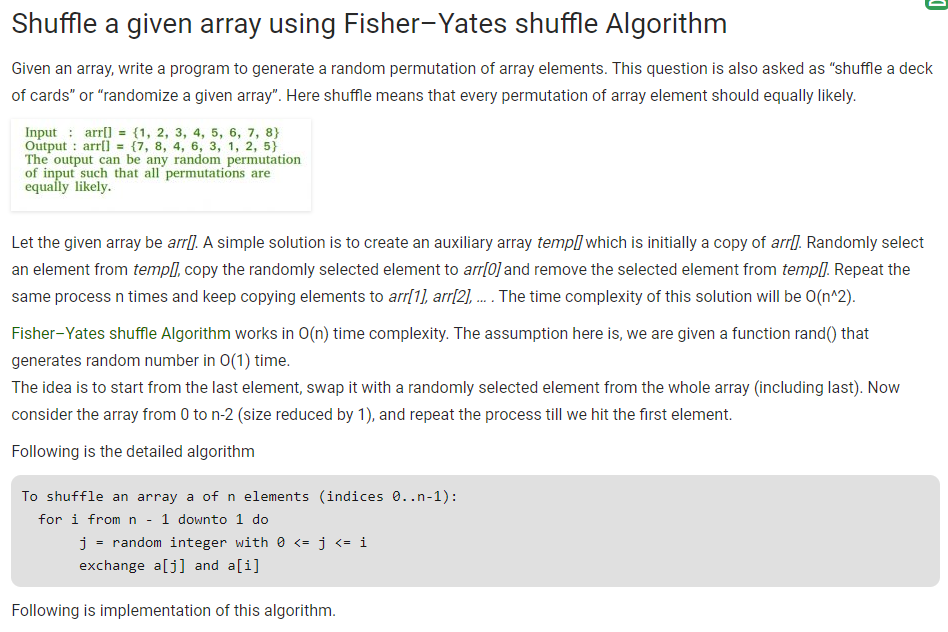 Shuffle a given array using Fisher–Yates shuffle Algorithm
Given an array, write a program to generate a random permutation of array elements. This question is also asked as “shuffle a deck
of cards” or “randomize a given array”. Here shuffle means that every permutation of array element should equally likely.
Input : arr[] = {1, 2, 3, 4, 5, 6, 7, 8}
Output : arr[] = {7, 8, 4, 6, 3, 1, 2, 5}
The output can be any random permutation
of input such that all permutations are
equally likely.
Let the given array be arr[]. A simple solution is to create an auxiliary array temp[] which is initially a copy of arr[]. Randomly select
an element from temp[], copy the randomly selected element to arr[0] and remove the selected element from temp[]. Repeat the
same process n times and keep copying elements to arr[1], arr[2], … . The time complexity of this solution will be O(n^2).
Fisher–Yates shuffle Algorithm works in O(n) time complexity. The assumption here is, we are given a function rand() that
generates random number in O(1) time.
The idea is to start from the last element, swap it with a randomly selected element from the whole array (including last). Now
consider the array from 0 to n-2 (size reduced by 1), and repeat the process till we hit the first element.
Following is the detailed algorithm
To shuffle an array a of n elements (indices 0..n-1):
for i from n - 1 downto 1 do
j = random integer with 0 <= j <= i
exchange a[j] and a[i]
Following is implementation of this algorithm.